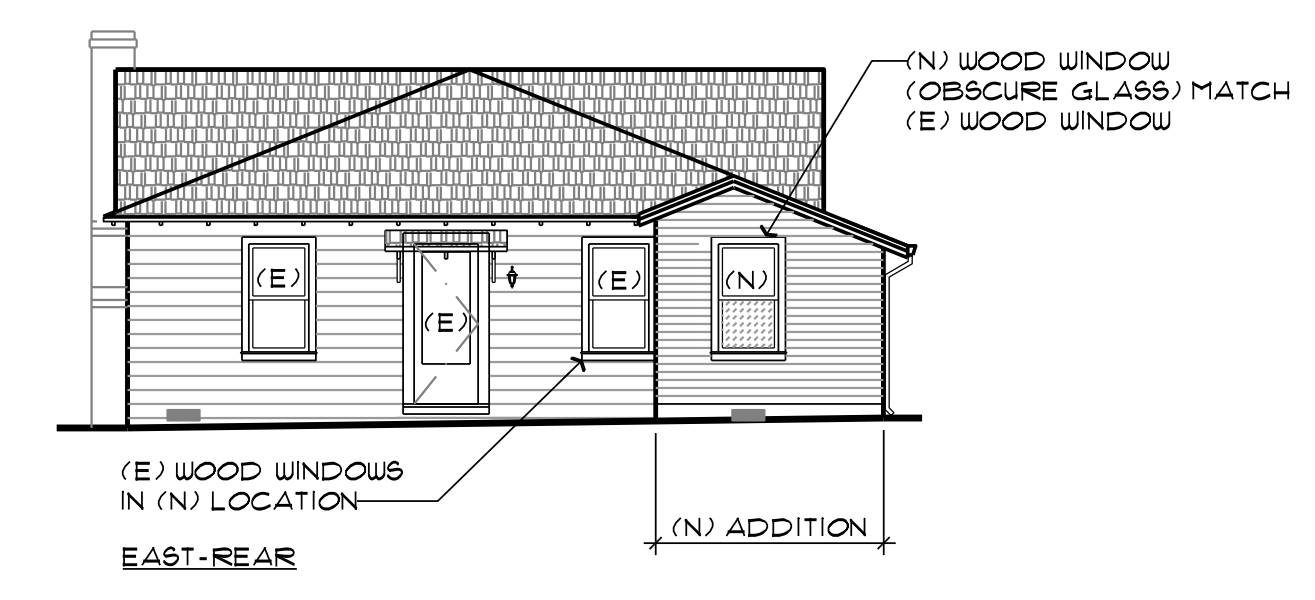 (N) WOOD WINDOW
(OBSCURE GLASS) MATCH
(E) WOOD WINDOW
(E)
(E)
(E)
(N)
(E) WOOD WINDOWS
IN (N) LOCATION
(N) ADDITION
EAST-REAR